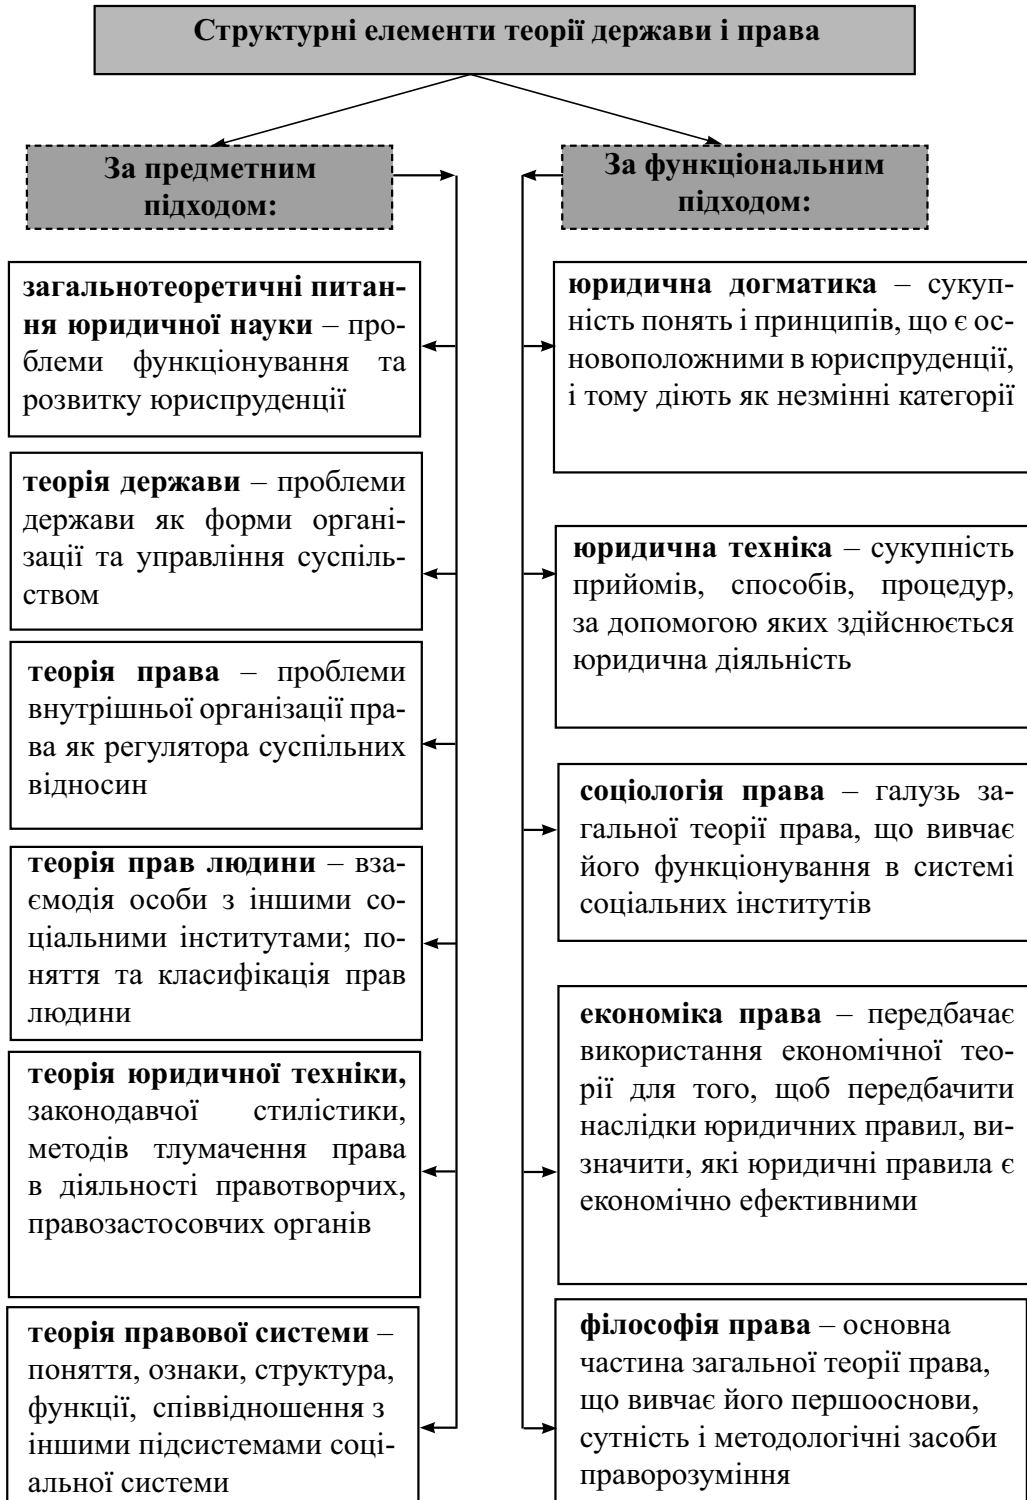 Структурні елементи теорії держави і права
За предметним
підходом:
загальнотеоретичні питан-
ня юридичної науки – про-
блеми функціонування та
розвитку юриспруденції
теорія держави – проблеми
держави як форми органі-
зації та управління суспіль-
ством
теорія права – проблеми
внутрішньої організації пра-
ва як регулятора суспільних
відносин
теорія прав людини – вза-
ємодія особи з іншими со-
ціальними інститутами; по-
няття та класифікація прав
людини
теорія юридичної техніки,
законодавчої стилістики,
методів тлумачення права
в діяльності правотворчих,
правозастосовчих органів
теорія правової системи –
поняття, ознаки, структура,
функції, співвідношення з
іншими підсистемами соці-
альної системи
За функціональним
підходом:
юридична догматика – сукуп-
ність понять і принципів, що є ос-
новоположними в юриспруденції,
і тому діють як незмінні категорії
юридична техніка – сукупність
прийомів, способів, процедур,
за допомогою яких здійснюється
юридична діяльність
соціологія права – галузь за-
гальної теорії права, що вивчає
його функціонування в системі
соціальних інститутів
економіка права – передбачає
використання економічної тео-
рії для того, щоб передбачити
наслідки юридичних правил, ви-
значити, які юридичні правила є
економічно ефективними
філософія права – основна
частина загальної теорії права,
що вивчає його першооснови,
сутність і методологічні засоби
праворозуміння